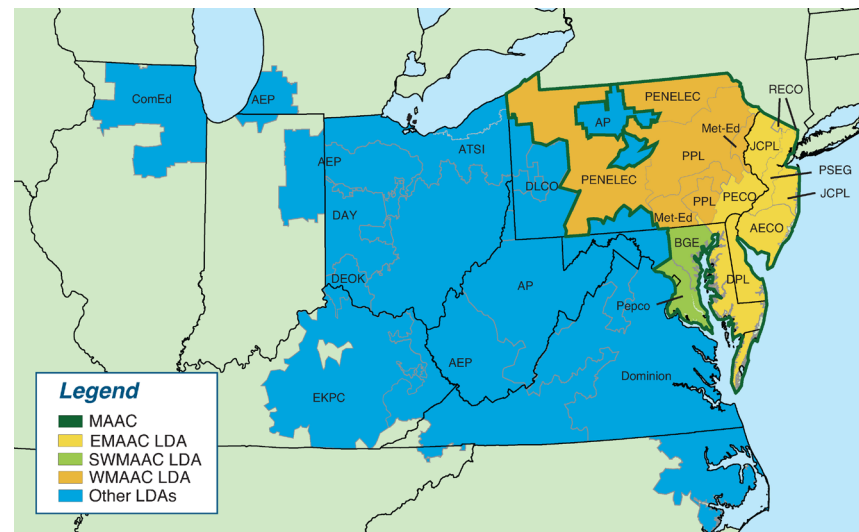 RECO
ComEd
AEP
PENELEC
AP
Met-Ed
JCPL
ATSI
AEP
PPL
PSEG
DLCO
PENELEC
JCPL
PPL
PECO
DAY
Met-Ed
AECO
BGE
DEOK
DPL
AP
Pepco
AEP
Dominion
EKPC
Legend
MAAC
EMAAC LDA
SWMAAC LDA
WMAAC LDA
Other LDAs